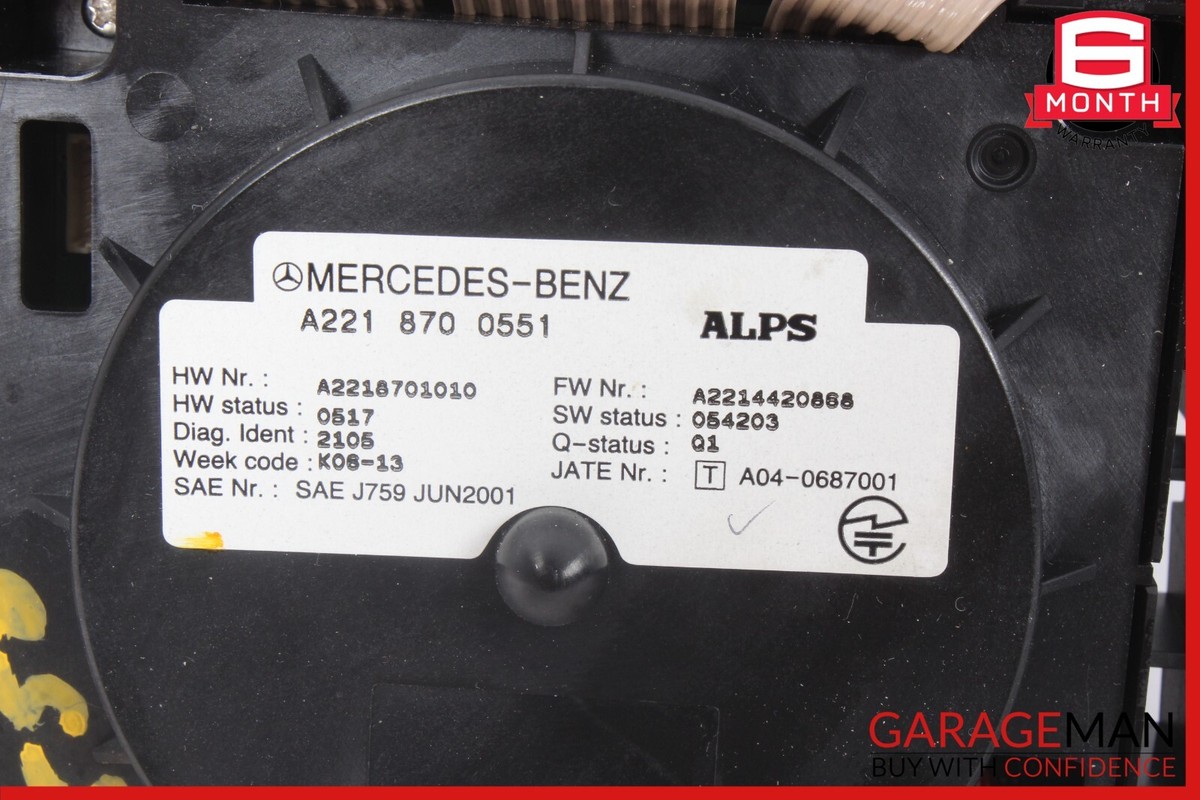 6
MONTH
WARRANTY
MERCEDES-BENZ
A221 870 0551
ALPS
HW Nr. : A2218701010
HW status : 0517
Diag. Ident : 2105
Week code : K06-13
SAE Nr. : SAE J759 JUN2001
FW Nr. : A2214420868
SW status : 054203
Q-status : Q1
JATE Nr. : T A04-0687001
GARAGEMAN
BUY WITH CONFIDENCE